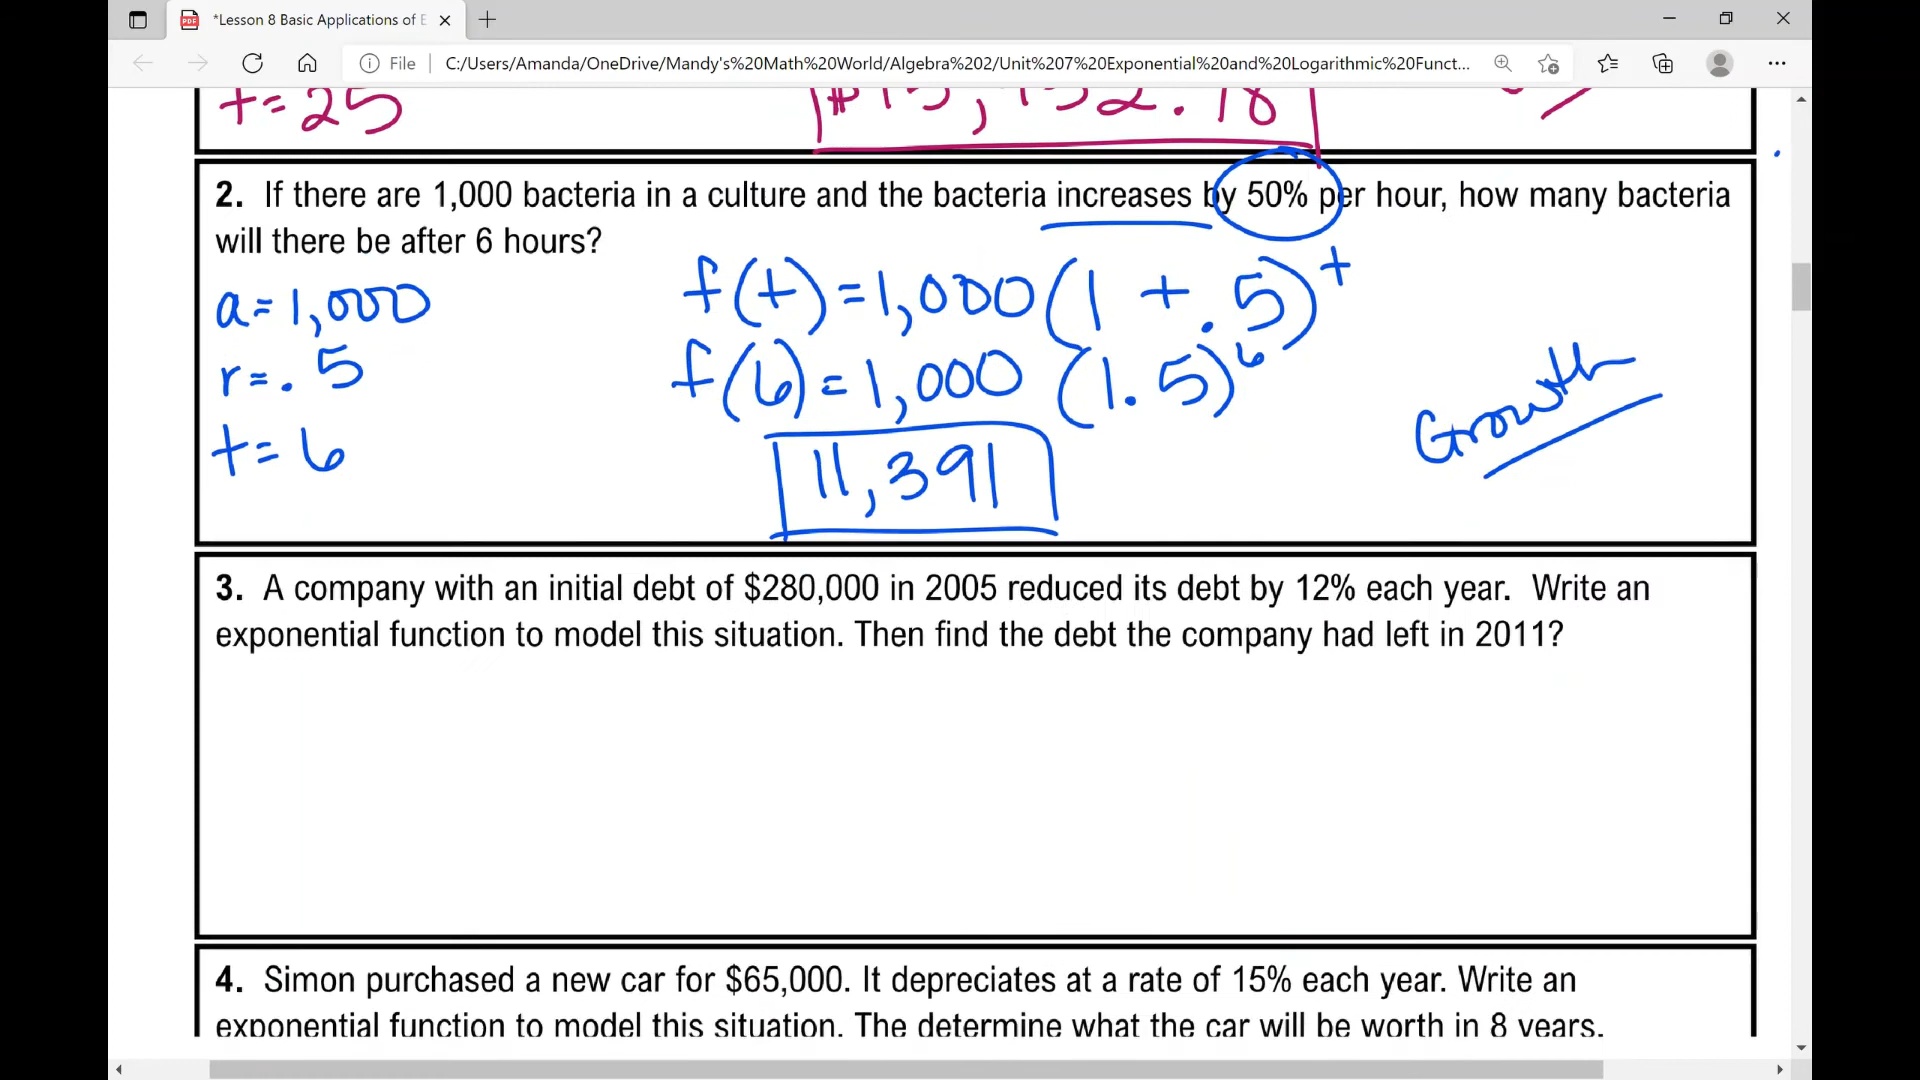 *Lesson 8 Basic Applications of E
File C:/Users/Amanda/OneDrive/Mandy's%20Math%20World/Algebra%202/Unit%207%20Exponential%20and%20Logarithmic%20Funct...
t=25
2. If there are 1,000 bacteria in a culture and the bacteria increases by 50% per hour, how many bacteria
will there be after 6 hours?
a=1,000
r=.5
t=6
f(t)=1,000(1+.5)^t
f(6)=1,000(1.5)^6
11,391
Growth
3. A company with an initial debt of $280,000 in 2005 reduced its debt by 12% each year. Write an
exponential function to model this situation. Then find the debt the company had left in 2011?
4. Simon purchased a new car for $65,000. It depreciates at a rate of 15% each year. Write an
exponential function to model this situation. The determine what the car will be worth in 8 years.